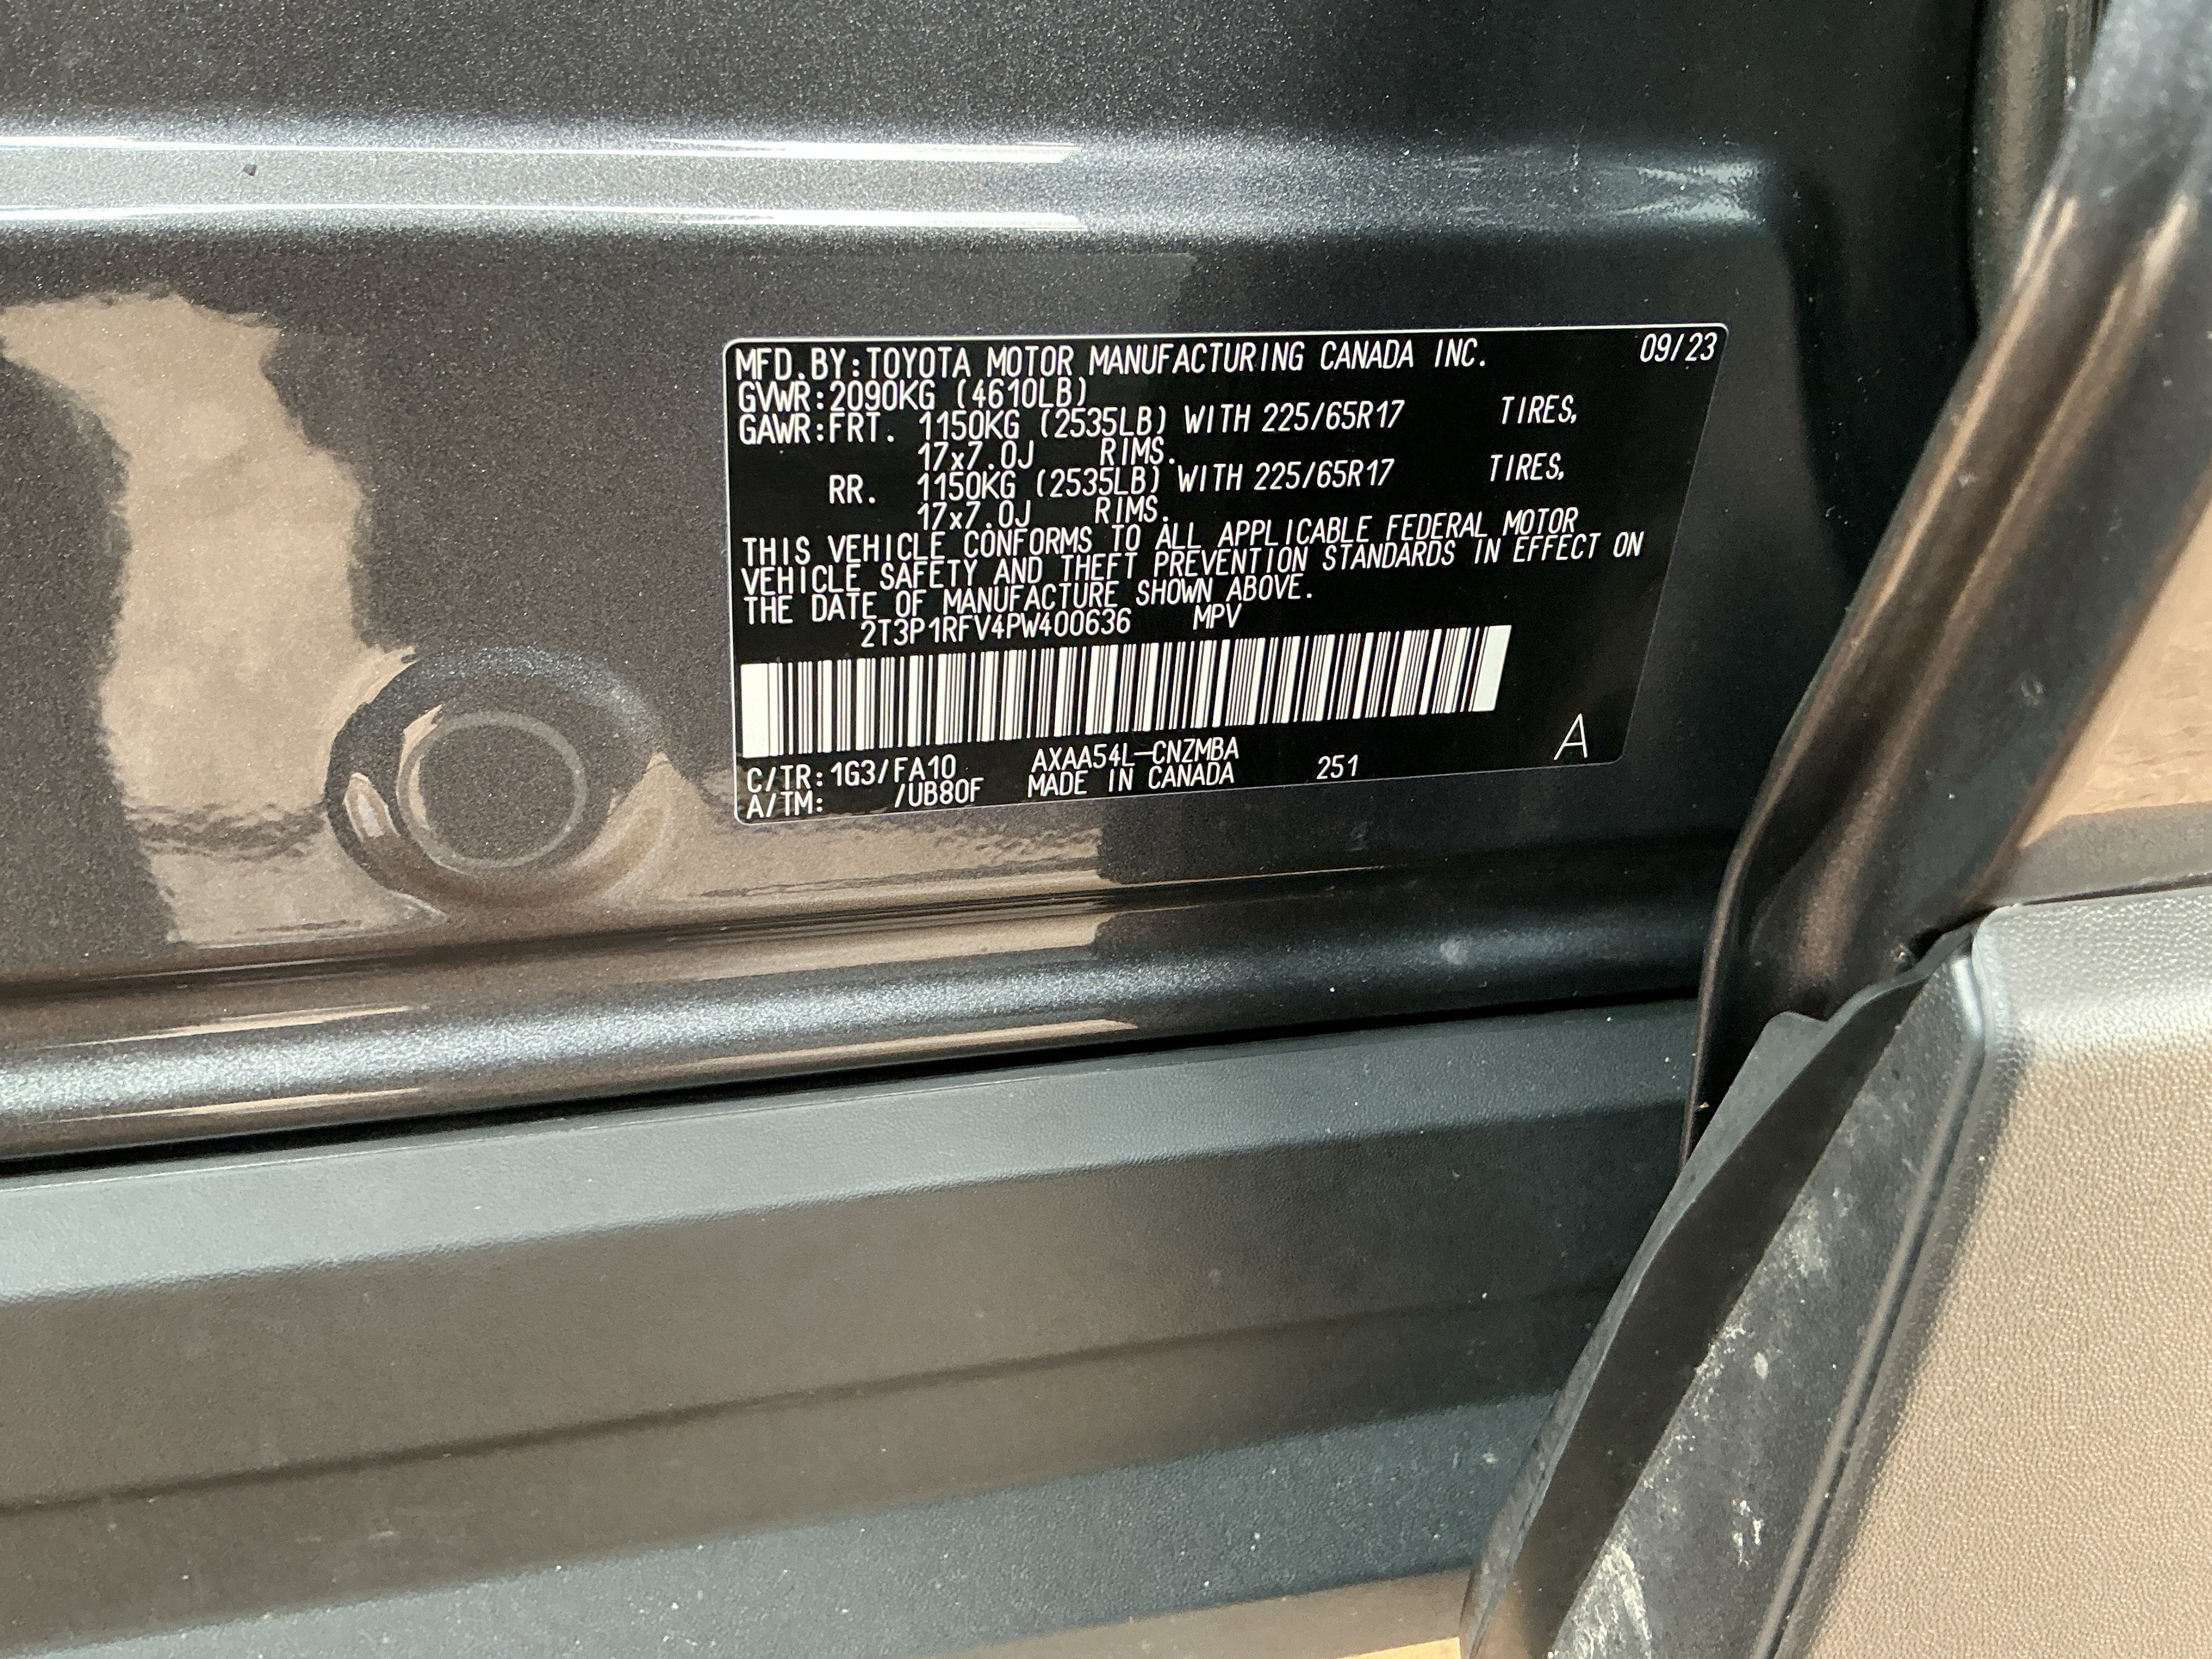 MFD.BY:TOYOTA MOTOR MANUFACTURING CANADA INC. 09/23
GVWR:2090KG (4610LB)
GAWR:FRT. 1150KG (2535LB) WITH 225/65R17 TIRES,
17x7.0J RIMS.
RR. 1150KG (2535LB) WITH 225/65R17 TIRES,
17x7.0J RIMS.
THIS VEHICLE CONFORMS TO ALL APPLICABLE FEDERAL MOTOR
VEHICLE SAFETY AND THEFT PREVENTION STANDARDS IN EFFECT ON
THE DATE OF MANUFACTURE SHOWN ABOVE.
2T3P1RFV4PW400636 MPV
C/TR:1G3/FA10 AXAA54L-CNZMBA A
A/TM: /UB80F MADE IN CANADA 251